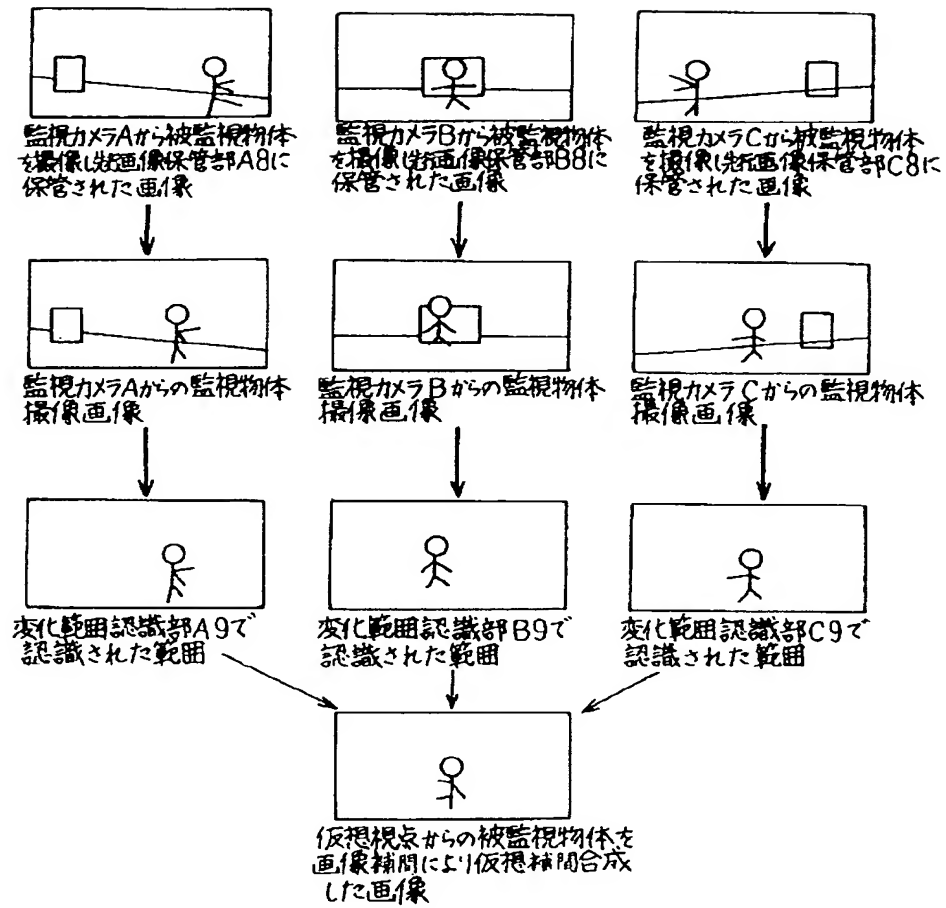 監視カメラAから被監視物体
を撮像し先行画像保管部A8に
保管された画像
監視カメラBから被監視物体
を撮像し先行画像保管部B8に
保管された画像
監視カメラCから被監視物体
を撮像し先行画像保管部C8に
保管された画像
監視カメラAからの監視物体
撮像画像
監視カメラBからの監視物体
撮像画像
監視カメラCからの監視物体
撮像画像
変化範囲認識部A9で
認識された範囲
変化範囲認識部B9で
認識された範囲
変化範囲認識部C9で
認識された範囲
仮想視点からの被監視物体を
画像補間により仮想補間合成
した画像